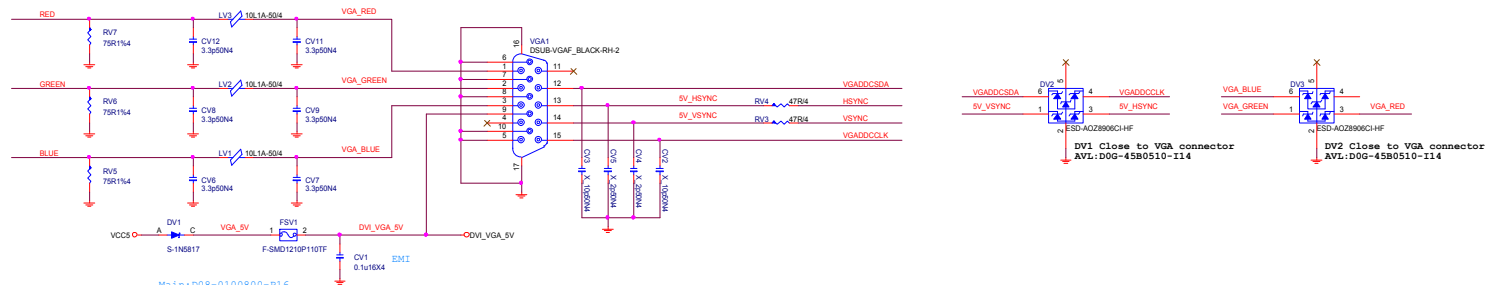 RED
RV7
75R1%4
CV12
3.3p50N4
LV3
10L1A-50/4
VGA_RED
CV11
3.3p50N4
GREEN
RV6
75R1%4
CV8
3.3p50N4
LV2
10L1A-50/4
VGA_GREEN
CV9
3.3p50N4
BLUE
RV5
75R1%4
CV6
3.3p50N4
LV1
10L1A-50/4
VGA_BLUE
CV7
3.3p50N4
VCC5
A
DV1
C
S-1N5817
VGA_5V
1
FSV1
2
F-SMD1210P110TF
DVI_VGA_5V
DVI_VGA_5V
CV1
0.1u16X4
EMI
VGA1
DSUB-VGAF_BLACK-RH-2
16
6
1
7
2
8
3
9
4
10
5
11
12
13
14
15
17
VGADDCSDA
5V_HSYNC
RV4
47R/4
HSYNC
5V_VSYNC
RV3
47R/4
VSYNC
VGADDCCLK
CV3
X_10p50N4
CV5
X_2p50N4
CV4
X_2p50N4
CV2
X_10p50N4
DV2
5
VGADDCSDA
6
4
VGADDCCLK
5V_VSYNC
1
3
5V_HSYNC
2
ESD-AOZ8906CI-HF
DV1 Close to VGA connector
AVL:D0G-45B0510-I14
DV3
5
VGA_BLUE
6
4
VGA_GREEN
1
3
VGA_RED
2
ESD-AOZ8906CI-HF
DV2 Close to VGA connector
AVL:D0G-45B0510-I14